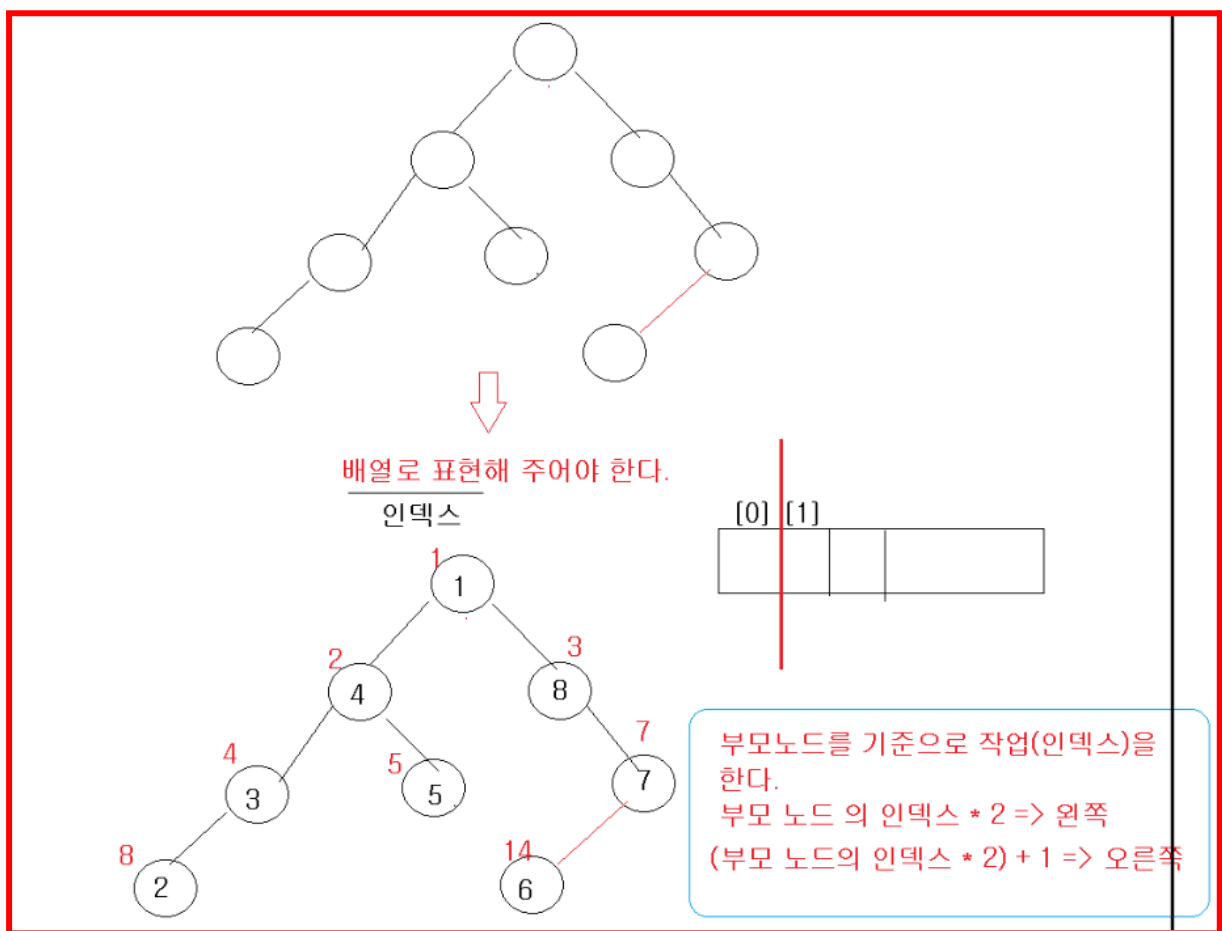 배열로 표현해 주어야 한다.
인덱스
[0] [1]
1
1
2
3
4
8
4
5
7
3
5
7
8
14
2
6
부모노드를 기준으로 작업(인덱스)을
한다.
부모 노드 의 인덱스 * 2 => 왼쪽
(부모 노드의 인덱스 * 2) + 1 => 오른쪽